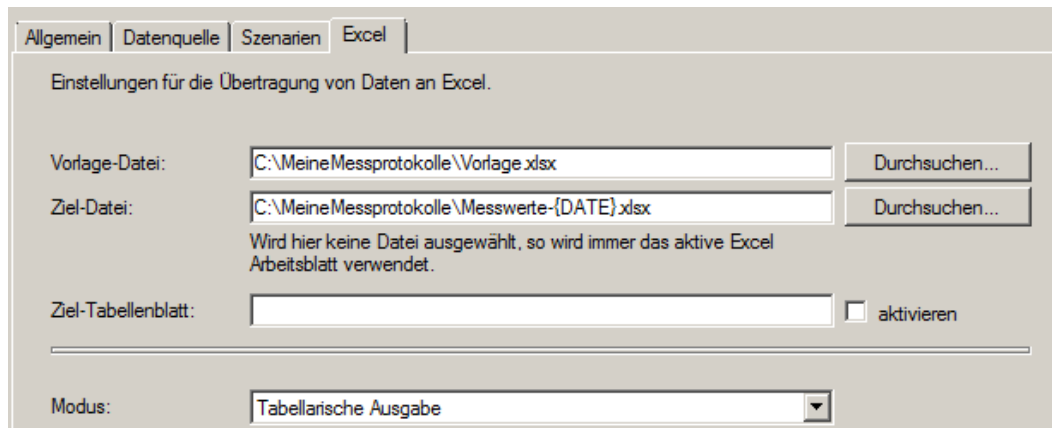 Allgemein Datenquelle Szenarien Excel
Einstellungen für die Übertragung von Daten an Excel.
Vorlage-Datei: C:\MeineMessprotokolle\Vorlage.xlsx Durchsuchen...
Ziel-Datei: C:\MeineMessprotokolle\Messwerte-{DATE}.xlsx Durchsuchen...
Wird hier keine Datei ausgewählt, so wird immer das aktive Excel
Arbeitsblatt verwendet.
Ziel-Tabellenblatt: aktivieren
Modus: Tabellarische Ausgabe